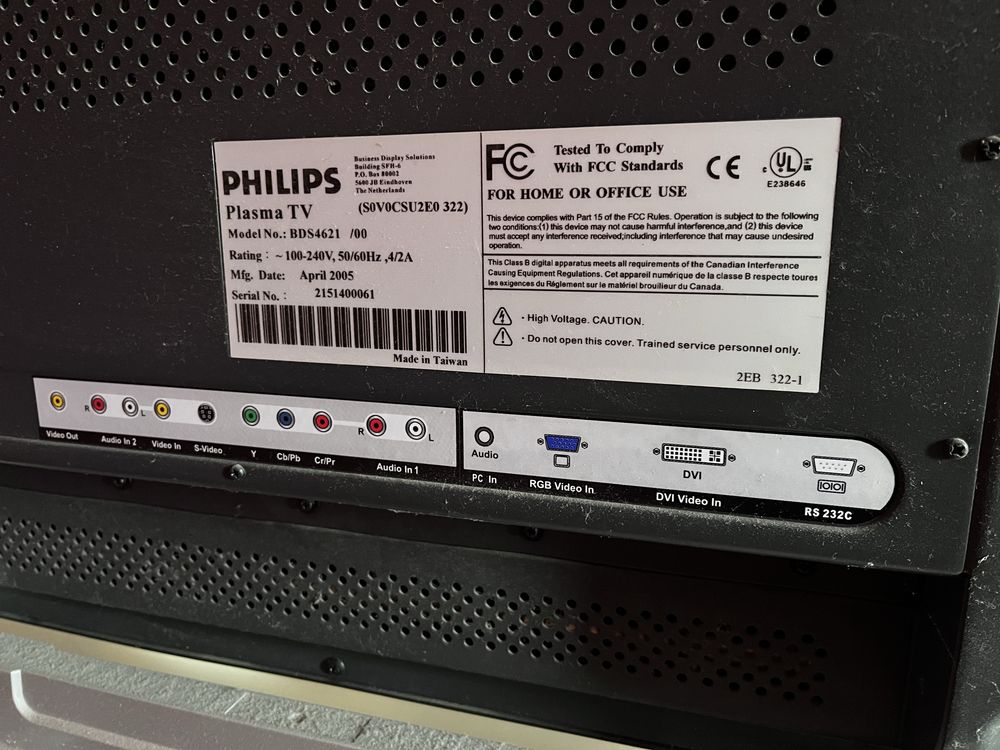 PHILIPS
Business Display Solutions
Building SFH-6
P.O. Box 80002
5600 JB Eindhoven
The Netherlands
Plasma TV (S0V0CSU2E0 322)
Model No.: BDS4621 /00
Rating : ~100-240V, 50/60Hz ,4/2A
Mfg. Date: April 2005
Serial No. : 2151400061
Made in Taiwan
FC Tested To Comply
With FCC Standards
FOR HOME OR OFFICE USE
CE
c UL us
E238646
This device complies with Part 15 of the FCC Rules. Operation is subject to the following
two conditions:(1) this device may not cause harmful interference,and (2) this device
must accept any interference received,including interference that may cause undesired
operation.
This Class B digital apparatus meets all requirements of the Canadian Interference
Causing Equipment Regulations. Cet appareil numérique de la classe B respecte toures
les exigences du Règlement sur le matériel brouilieur du Canada.
· High Voltage. CAUTION.
· Do not open this cover. Trained service personnel only.
2EB 322-1
R L R L
Video Out Audio In 2 Video In S-Video Y Cb/Pb Cr/Pr Audio In 1
Audio
PC In RGB Video In
DVI
DVI Video In
RS 232C